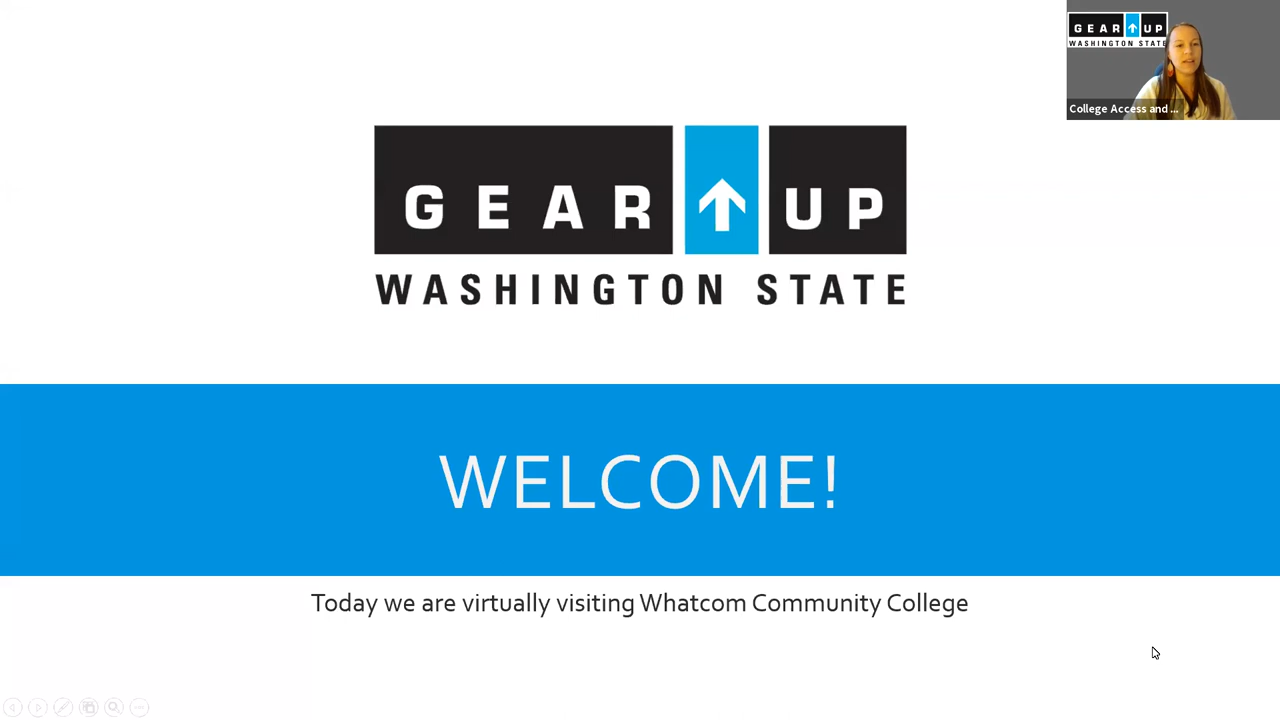 GEAR UP
WASHINGTON STATE
College Access and ...
GEAR UP
WASHINGTON STATE
WELCOME!
Today we are virtually visiting Whatcom Community College